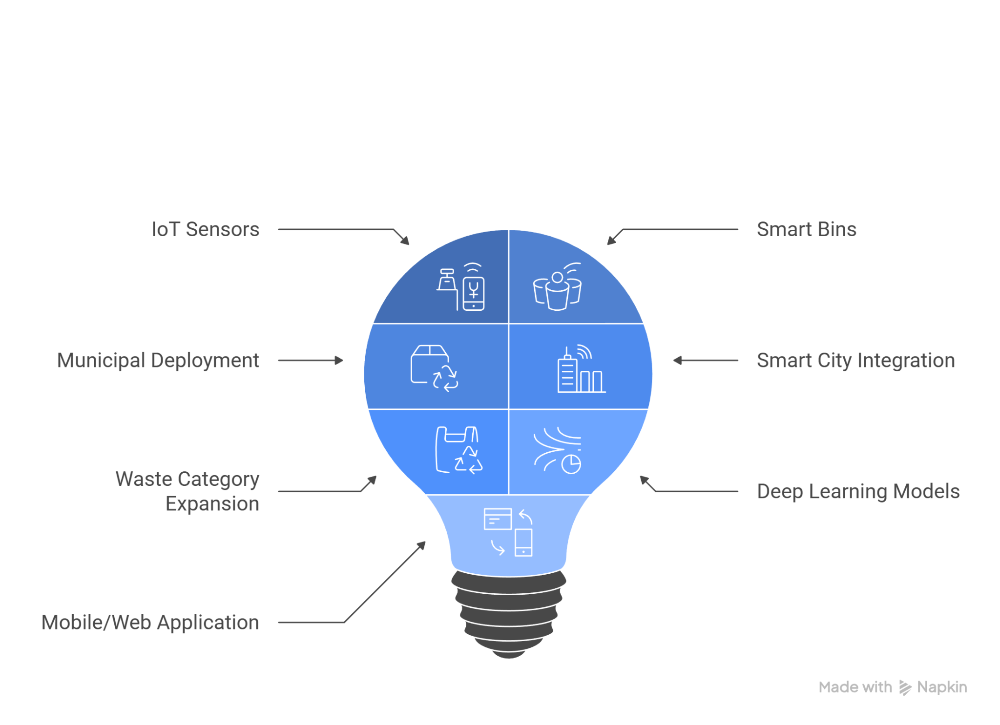 IoT Sensors
Smart Bins
Municipal Deployment
Smart City Integration
Waste Category
Expansion
Deep Learning Models
Mobile/Web Application
Made with Napkin